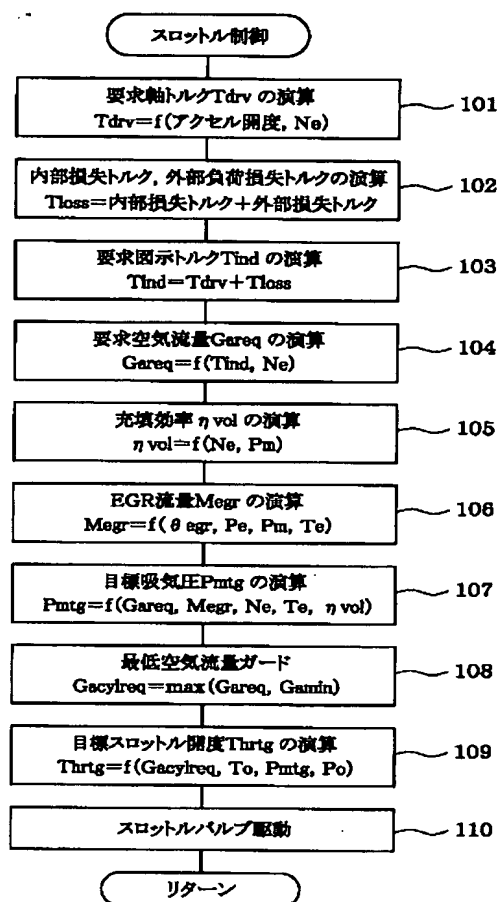 スロットル制御
要求軸トルクTdrv の演算
Tdrv=f(アクセル開度, Ne)
101
内部損失トルク, 外部負荷損失トルクの演算
Tloss=内部損失トルク+外部損失トルク
102
要求図示トルクTind の演算
Tind=Tdrv+Tloss
103
要求空気流量Gareq の演算
Gareq=f(Tind, Ne)
104
充填効率 η vol の演算
η vol=f(Ne, Pm)
105
EGR流量Megr の演算
Megr=f(θ egr, Pe, Pm, Te)
106
目標吸気圧Pmtg の演算
Pmtg=f(Gareq, Megr, Ne, Te, η vol)
107
最低空気流量ガード
Gacylreq=max(Gareq, Gamin)
108
目標スロットル開度Thrtg の演算
Thrtg=f(Gacylreq, To, Pmtg, Po)
109
スロットルバルブ駆動
110
リターン